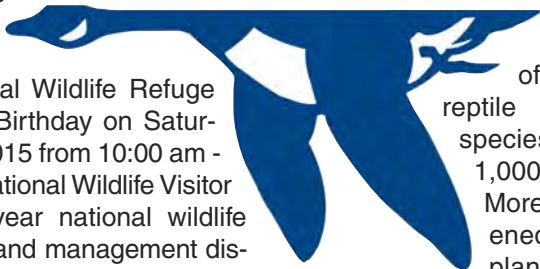 al Wildlife Refuge
Birthday on Satur-
015 from 10:00 am -
ational Wildlife Visitor
year national wildlife
and management dis-
of
reptile
species
1,000
More
ened
plan